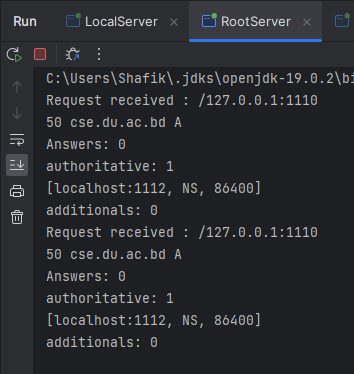 Run LocalServer RootServer
C:\Users\Shafik\.jdks\openjdk-19.0.2\bi
Request received : /127.0.0.1:1110
50 cse.du.ac.bd A
Answers: 0
authoritative: 1
[localhost:1112, NS, 86400]
additionals: 0
Request received : /127.0.0.1:1110
50 cse.du.ac.bd A
Answers: 0
authoritative: 1
[localhost:1112, NS, 86400]
additionals: 0